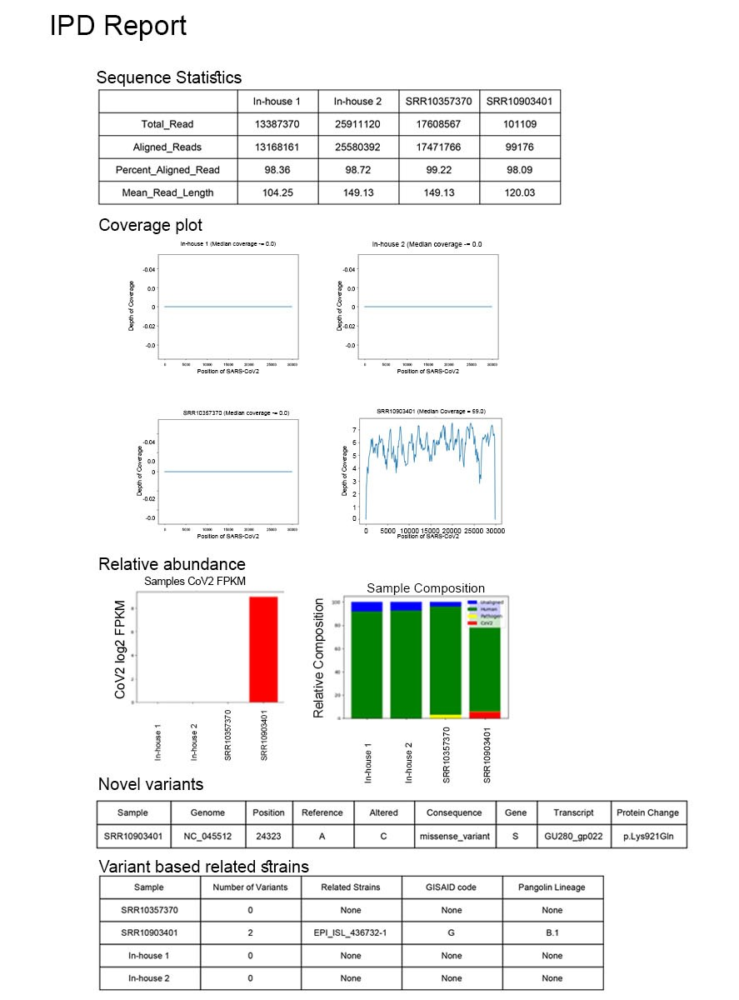 IPD Report
Sequence Statistics
In-house 1 In-house 2 SRR10357370 SRR10903401
Total_Read 13387370 25911120 17608567 101109
Aligned_Reads 13168161 25580392 17471766 99176
Percent_Aligned_Read 98.36 98.72 99.22 98.09
Mean_Read_Length 104.25 149.13 149.13 120.03
Coverage plot
In-house 1 (Median coverage -= 0.0)
Depth of Coverage
-0.04
0.0
0
-0.02
-0.0
0 5000 10000 15000 20000 25000 30000
Position of SARS-CoV2
In-house 2 (Median coverage -= 0.0
Depth of Coverage
-0.04
0.0
0
-0.02
-0.0
0 5000 10000 15000 20000 25000 30000
Position of SARS-CoV2
SRR10357370 (Median coverage -= 0.0)
Depth of Coverage
-0.04
0.0
0
-0.02
-0.0
0 5000 10000 15000 20000 25000 30000
Position of SARS-CoV2
SRR10903401 (Median Coverage = 59.0)
Depth of Coverage
7
6
5
4
3
2
1
0
0 5000 10000 15000 20000 25000 30000
Position of SARS-CoV2
Relative abundance
Samples CoV2 FPKM
CoV2 log2 FPKM
8
6
4
2
0
In-house 1
In-house 2
SRR10357370
SRR10903401
Sample Composition
Relative Composition
100
80
60
40
20
0
Unaligned
Human
Pathogen
CoV2
In-house 1
In-house 2
SRR10357370
SRR10903401
Novel variants
Sample Genome Position Reference Altered Consequence Gene Transcript Protein Change
SRR10903401 NC_045512 24323 A C missense_variant S GU280_gp022 p.Lys921Gln
Variant based related strains
Sample Number of Variants Related Strains GISAID code Pangolin Lineage
SRR10357370 0 None None None
SRR10903401 2 EPI_ISL_436732-1 G B.1
In-house 1 0 None None None
In-house 2 0 None None None